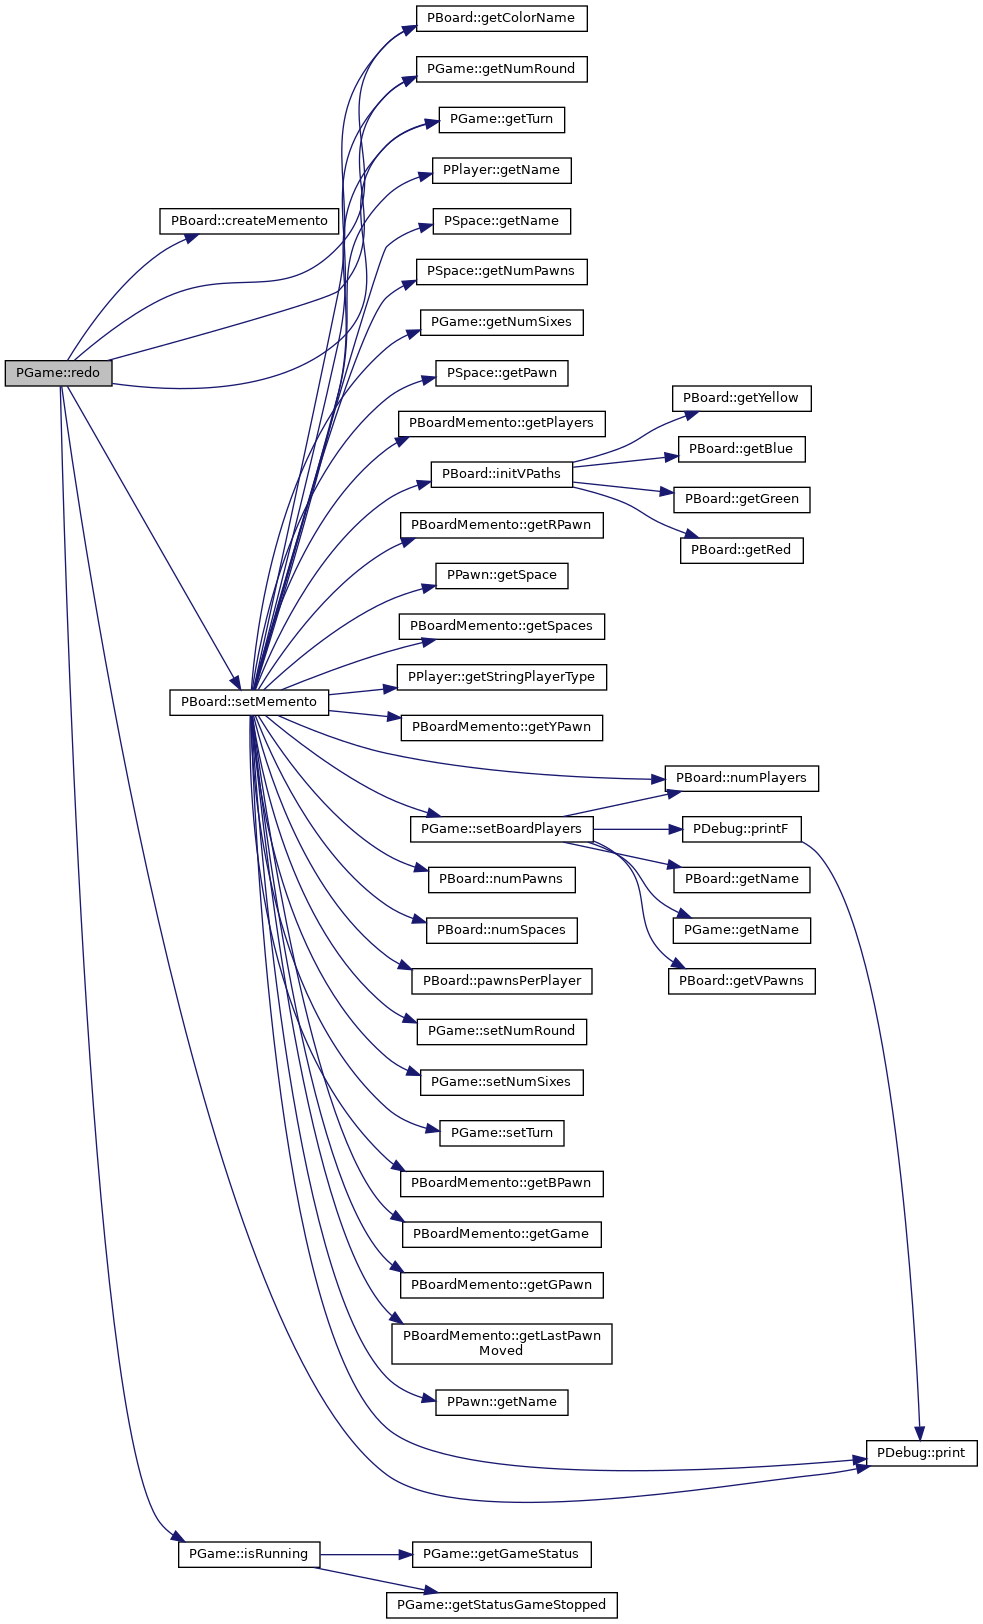 PBoard::getColorName
PGame::getNumRound
PGame::getTurn
PPlayer::getName
PBoard::createMemento
PSpace::getName
PSpace::getNumPawns
PGame::getNumSixes
PGame::redo
PSpace::getPawn
PBoard::getYellow
PBoardMemento::getPlayers
PBoard::getBlue
PBoard::initVPaths
PBoard::getGreen
PBoardMemento::getRPawn
PBoard::getRed
PPawn::getSpace
PBoardMemento::getSpaces
PPlayer::getStringPlayerType
PBoard::setMemento
PBoardMemento::getYPawn
PBoard::numPlayers
PGame::setBoardPlayers
PDebug::printF
PBoard::numPawns
PBoard::getName
PBoard::numSpaces
PGame::getName
PBoard::pawnsPerPlayer
PBoard::getVPawns
PGame::setNumRound
PGame::setNumSixes
PGame::setTurn
PBoardMemento::getBPawn
PBoardMemento::getGame
PBoardMemento::getGPawn
PBoardMemento::getLastPawn
Moved
PPawn::getName
PDebug::print
PGame::isRunning
PGame::getGameStatus
PGame::getStatusGameStopped